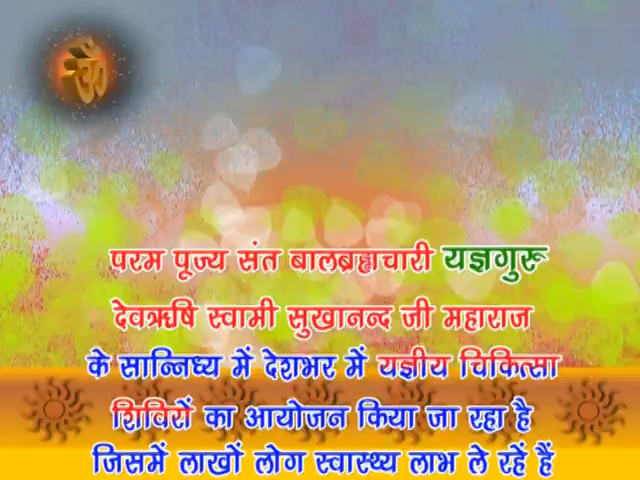 ॐ
परम पूज्य संत बालब्रह्मचारी यज्ञगुरू
देवऋषि स्वामी सुखानन्द जी महाराज
के सान्निध्य में देशभर में यज्ञीय चिकित्सा
शिविरों का आयोजन किया जा रहा है
जिसमें लाखों लोग स्वास्थ्य लाभ ले रहें हैं